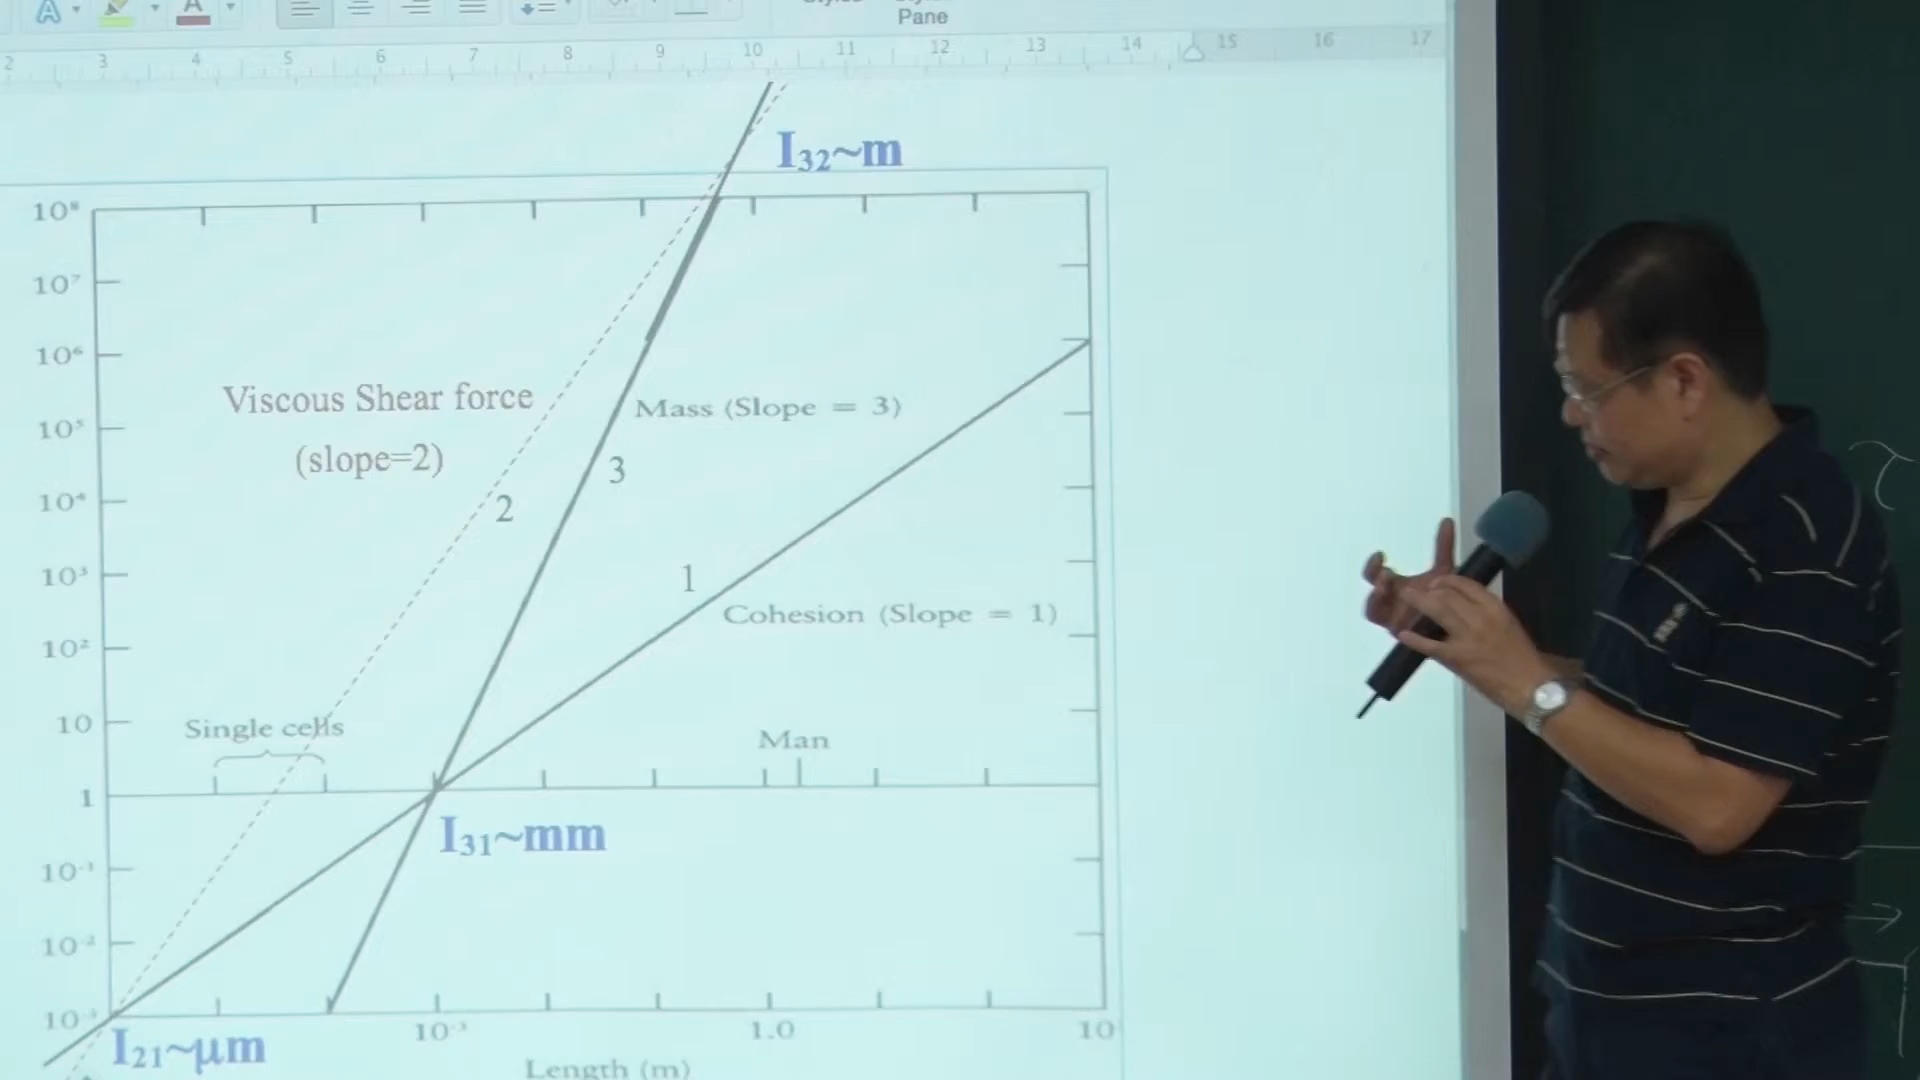 Pane
2 3 4 5 6 7 8 9 10 11 12 13 14 15 16 17
I₃₂~m
10⁸
10⁷
10⁶
Viscous Shear force
(slope=2)
Mass (Slope = 3)
10⁵
3
10⁴
2
10³
1
Cohesion (Slope = 1)
10²
Single cells
10
Man
1
I₃₁~mm
10⁻¹
10⁻²
I₂₁~μm
10⁻³
1.0
10
Length (m)